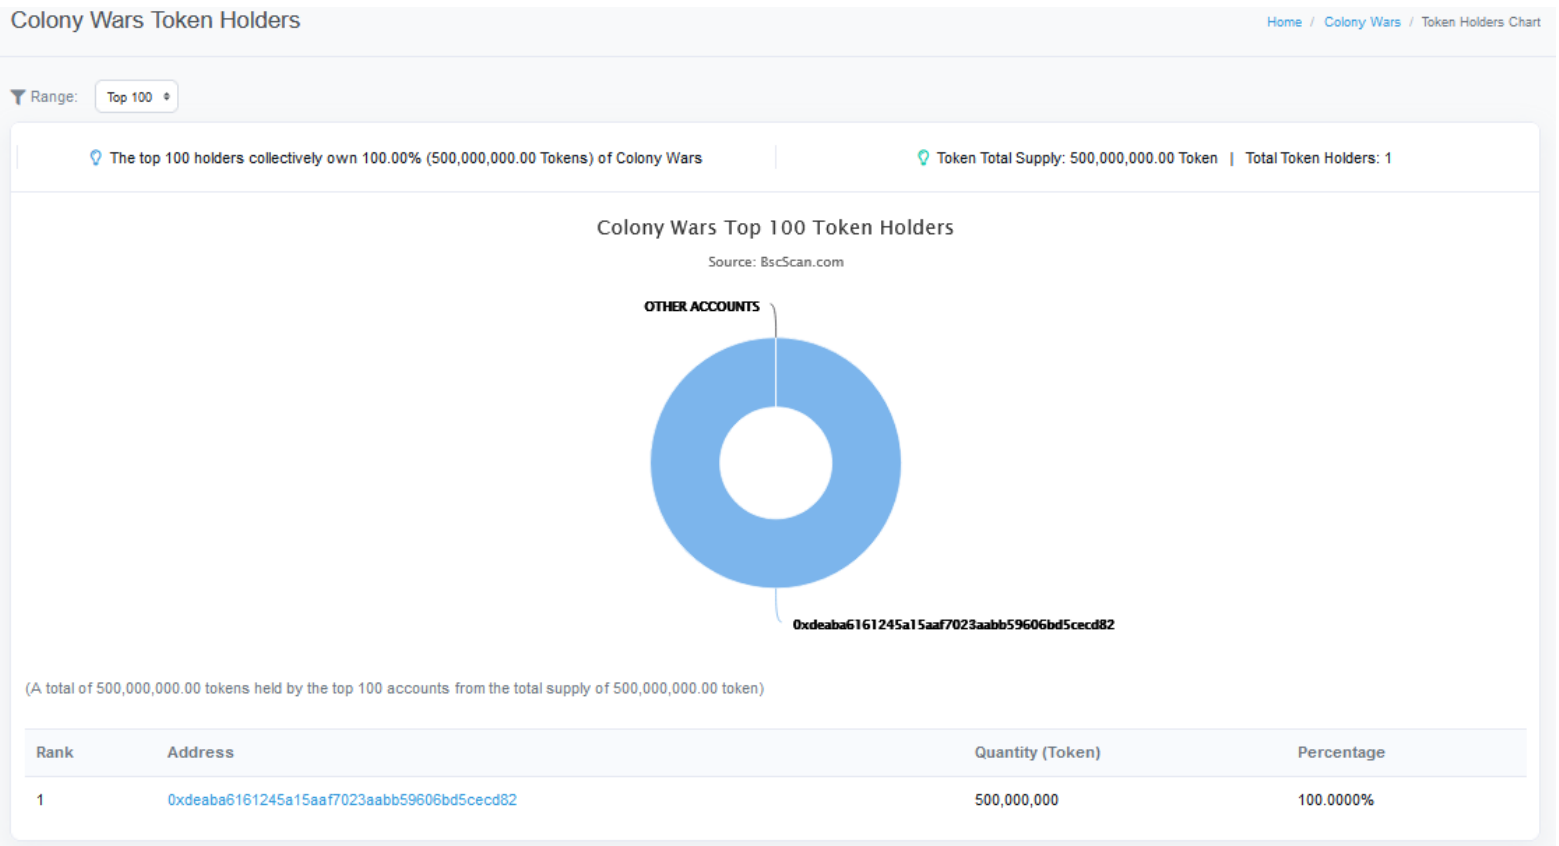 Colony Wars Token Holders
Home / Colony Wars / Token Holders Chart
Range: Top 100
The top 100 holders collectively own 100.00% (500,000,000.00 Tokens) of Colony Wars
Token Total Supply: 500,000,000.00 Token | Total Token Holders: 1
Colony Wars Top 100 Token Holders
Source: BscScan.com
OTHER ACCOUNTS
0xdeaba6161245a15aaf7023aabb59606bd5cecd82
(A total of 500,000,000.00 tokens held by the top 100 accounts from the total supply of 500,000,000.00 token)
Rank Address Quantity (Token) Percentage
1 0xdeaba6161245a15aaf7023aabb59606bd5cecd82 500,000,000 100.0000%